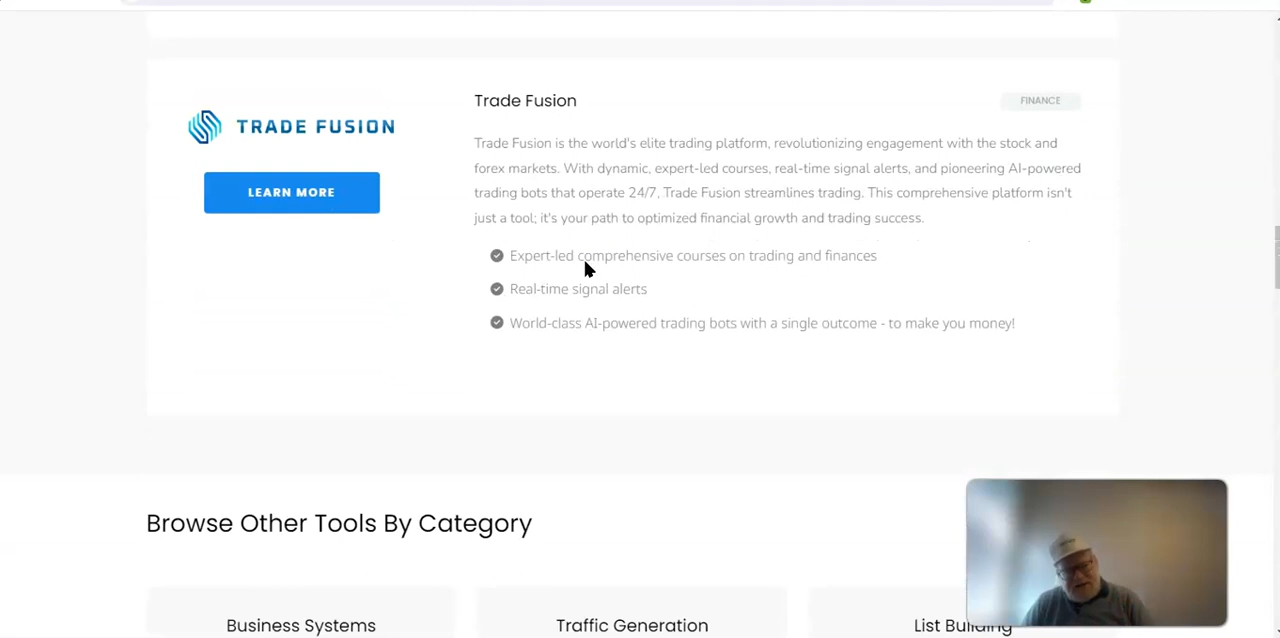 TRADE FUSION
LEARN MORE
Trade Fusion
FINANCE
Trade Fusion is the world's elite trading platform, revolutionizing engagement with the stock and
forex markets. With dynamic, expert-led courses, real-time signal alerts, and pioneering AI-powered
trading bots that operate 24/7, Trade Fusion streamlines trading. This comprehensive platform isn't
just a tool; it's your path to optimized financial growth and trading success.
Expert-led comprehensive courses on trading and finances
Real-time signal alerts
World-class AI-powered trading bots with a single outcome - to make you money!
Browse Other Tools By Category
Business Systems
Traffic Generation
List Building